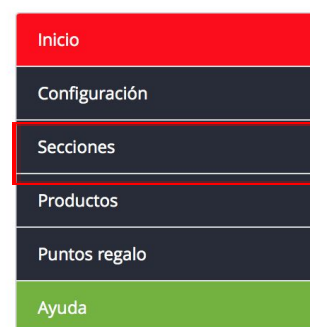 Inicio
Configuración
Secciones
Productos
Puntos regalo
Ayuda